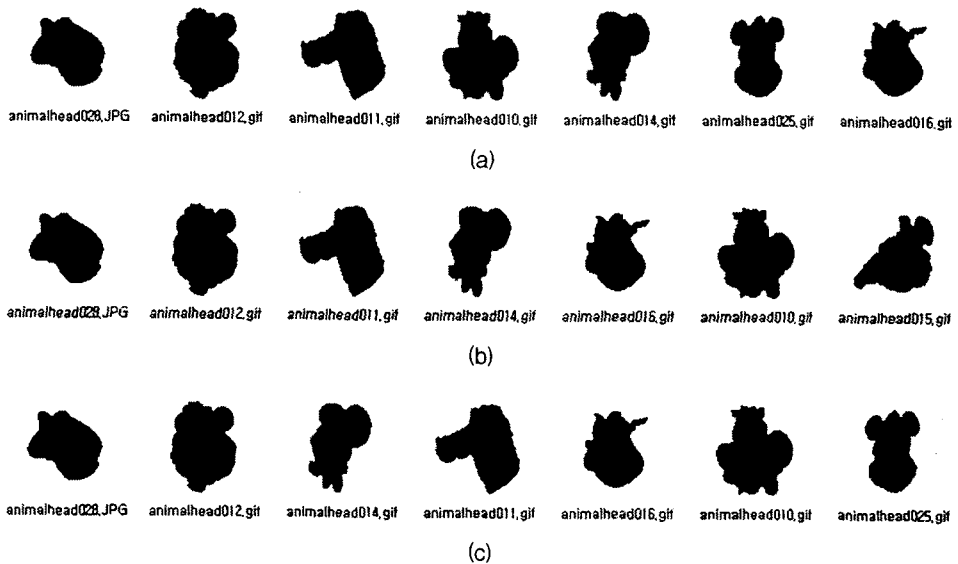 animalhead028.JPG animalhead012.gif animalhead011.gif animalhead010.gif animalhead014.gif animalhead025.gif animalhead016.gif
(a)
animalhead028.JPG animalhead012.gif animalhead011.gif animalhead014.gif animalhead016.gif animalhead010.gif animalhead015.gif
(b)
animalhead028.JPG animalhead012.gif animalhead014.gif animalhead011.gif animalhead016.gif animalhead010.gif animalhead025.gif
(c)